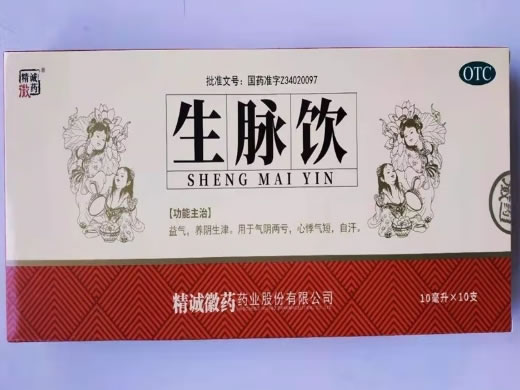 精诚
徽药
®
批准文号：国药准字Z34020097
OTC
生脉饮
SHENG MAI YIN
【功能主治】
益气，养阴生津。用于气阴两亏，心悸气短，自汗。
精诚徽药药业股份有限公司
10毫升×10支